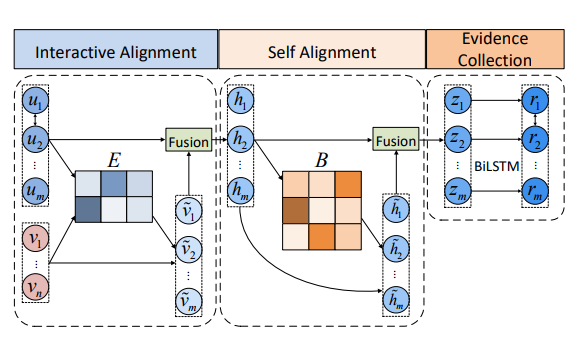 Interactive Alignment
Self Alignment
Evidence
Collection
u1
u2
⋮
um
v1
vn
E
Fusion
ṽ1
ṽ2
⋮
ṽm
h1
h2
⋮
hm
B
Fusion
h̃1
h̃2
⋮
h̃m
z1
z2
⋮
zm
BiLSTM
r1
r2
⋮
rm